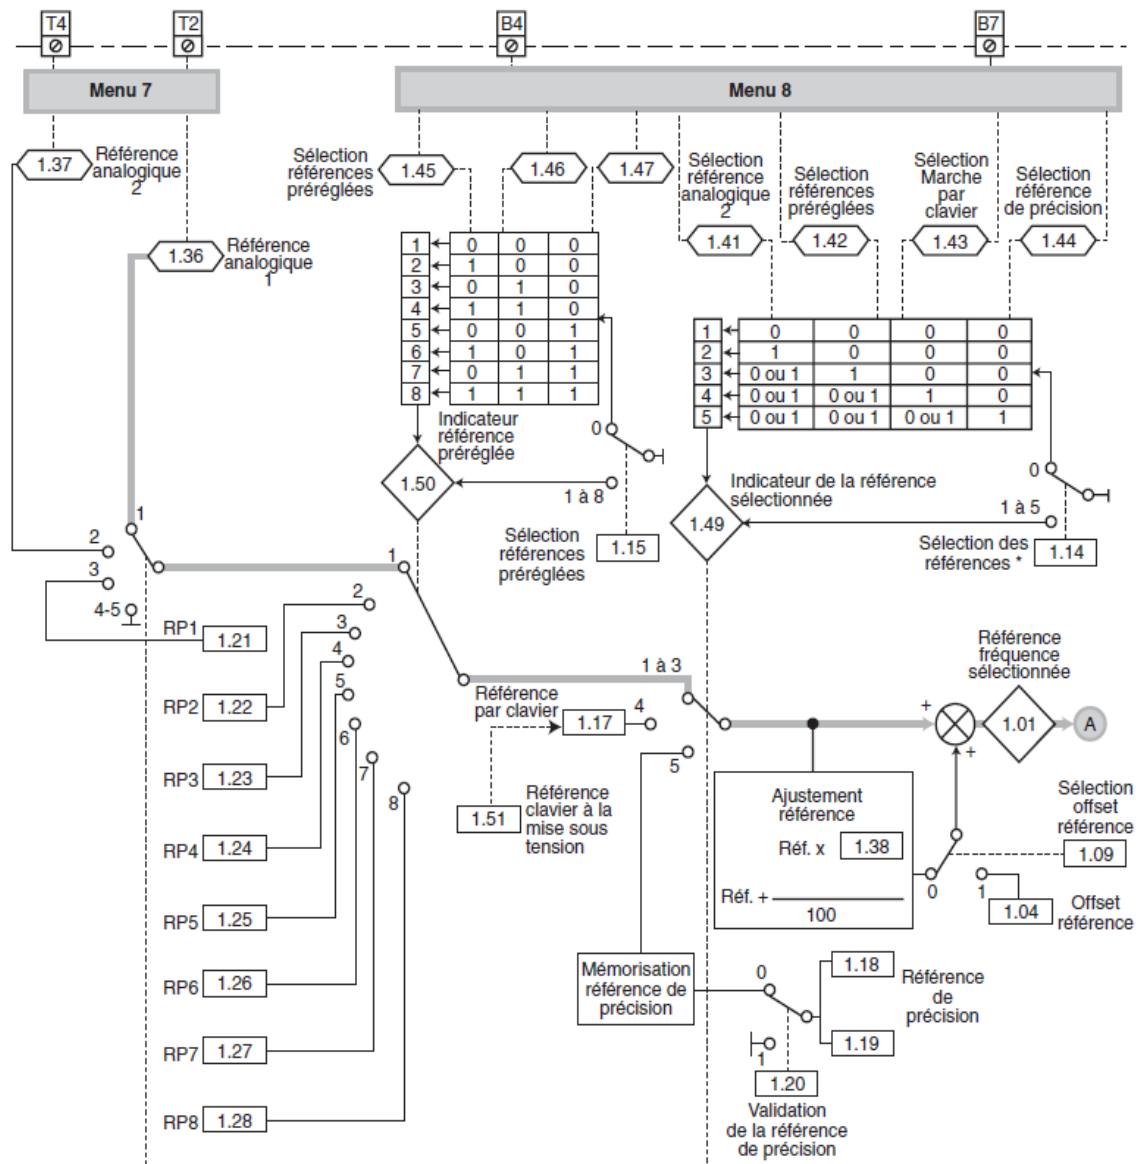 T4
T2
B4
B7
Menu 7
Menu 8
1.37
Référence
analogique
2
1.36
Référence
analogique
1
Sélection
références
préréglées
1.45
1.46
1.47
Sélection
référence
analogique
2
1.41
Sélection
références
préréglées
1.42
Sélection
Marche
par
clavier
1.43
Sélection
référence
de précision
1.44
1 0 0 0
2 1 0 0
3 0 1 0
4 1 1 0
5 0 0 1
6 1 0 1
7 0 1 1
8 1 1 1
1 0 0 0 0
2 1 0 0 0
3 0 ou 1 1 0 0
4 0 ou 1 0 ou 1 1 0
5 0 ou 1 0 ou 1 0 ou 1 1
Indicateur
référence
préréglée
1.50
0
1 à 8
Sélection
références
préréglées
1.15
Indicateur de la référence
sélectionnée
1.49
0
1 à 5
Sélection des
références *
1.14
1
2
3
4-5
1
2
3
4
5
6
7
8
RP1 1.21
RP2 1.22
RP3 1.23
RP4 1.24
RP5 1.25
RP6 1.26
RP7 1.27
RP8 1.28
1 à 3
Référence
par clavier
1.17
4
5
1.51
Référence
clavier à la
mise sous
tension
Référence
fréquence
sélectionnée
+
+
1.01
A
Ajustement
référence
Réf. x 1.38
Réf. +
100
Sélection
offset
référence
1.09
0
1
1.04
Offset
référence
Mémorisation
référence de
précision
0
1
1.18
1.19
Référence
de
précision
1.20
Validation
de la référence
de précision